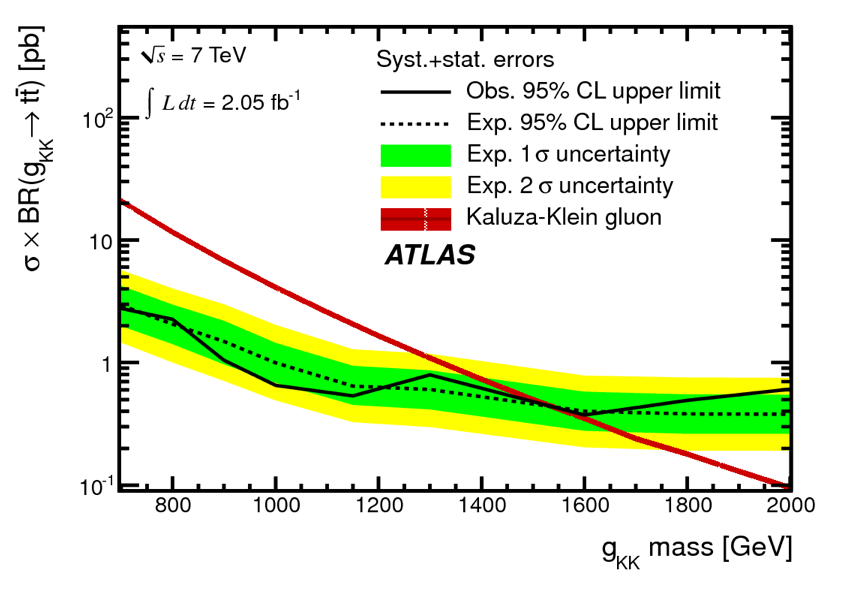 √s = 7 TeV
∫ L dt = 2.05 fb⁻¹
Syst.+stat. errors
Obs. 95% CL upper limit
Exp. 95% CL upper limit
Exp. 1 σ uncertainty
Exp. 2 σ uncertainty
Kaluza-Klein gluon
ATLAS
σ × BR(g_KK → tt̄) [pb]
10²
10
1
10⁻¹
800 1000 1200 1400 1600 1800 2000
g_KK mass [GeV]